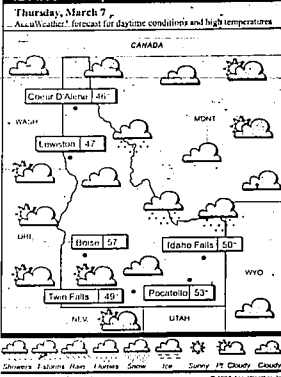 Thursday, March 7
AccuWeather® forecast for daytime conditions and high temperatures
CANADA
Coeur D'Alene 46°
WASH
MONT
Lewiston 47
ORE
Boise 57
Idaho Falls 50°
WYO
Twin Falls 49°
Pocatello 53°
NEV
UTAH
Showers T-storms Rain Flurries Snow Ice Sunny Pt. Cloudy Cloudy